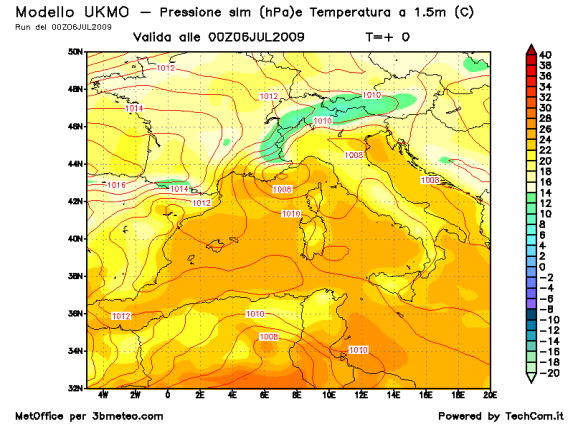 Modello UKMO – Pressione slm (hPa)e Temperatura a 1.5m (C)
Run del 00Z06JUL2009
Valida alle 00Z06JUL2009 T=+ 0
50N
48N
46N
44N
42N
40N
38N
36N
34N
32N
4W 2W 0 2E 4E 6E 8E 10E 12E 14E 16E 18E 20E
1012
1012
1010
1014
1010
1008
1016
1014
1008
1008
1012
1010
1012
1010
1008
1010
40
38
36
34
32
30
28
26
24
22
20
18
16
14
12
10
8
6
4
2
0
−2
−4
−6
−8
−10
−12
−14
−16
−18
−20
MetOffice per 3bmeteo.com
Powered by TechCom.it